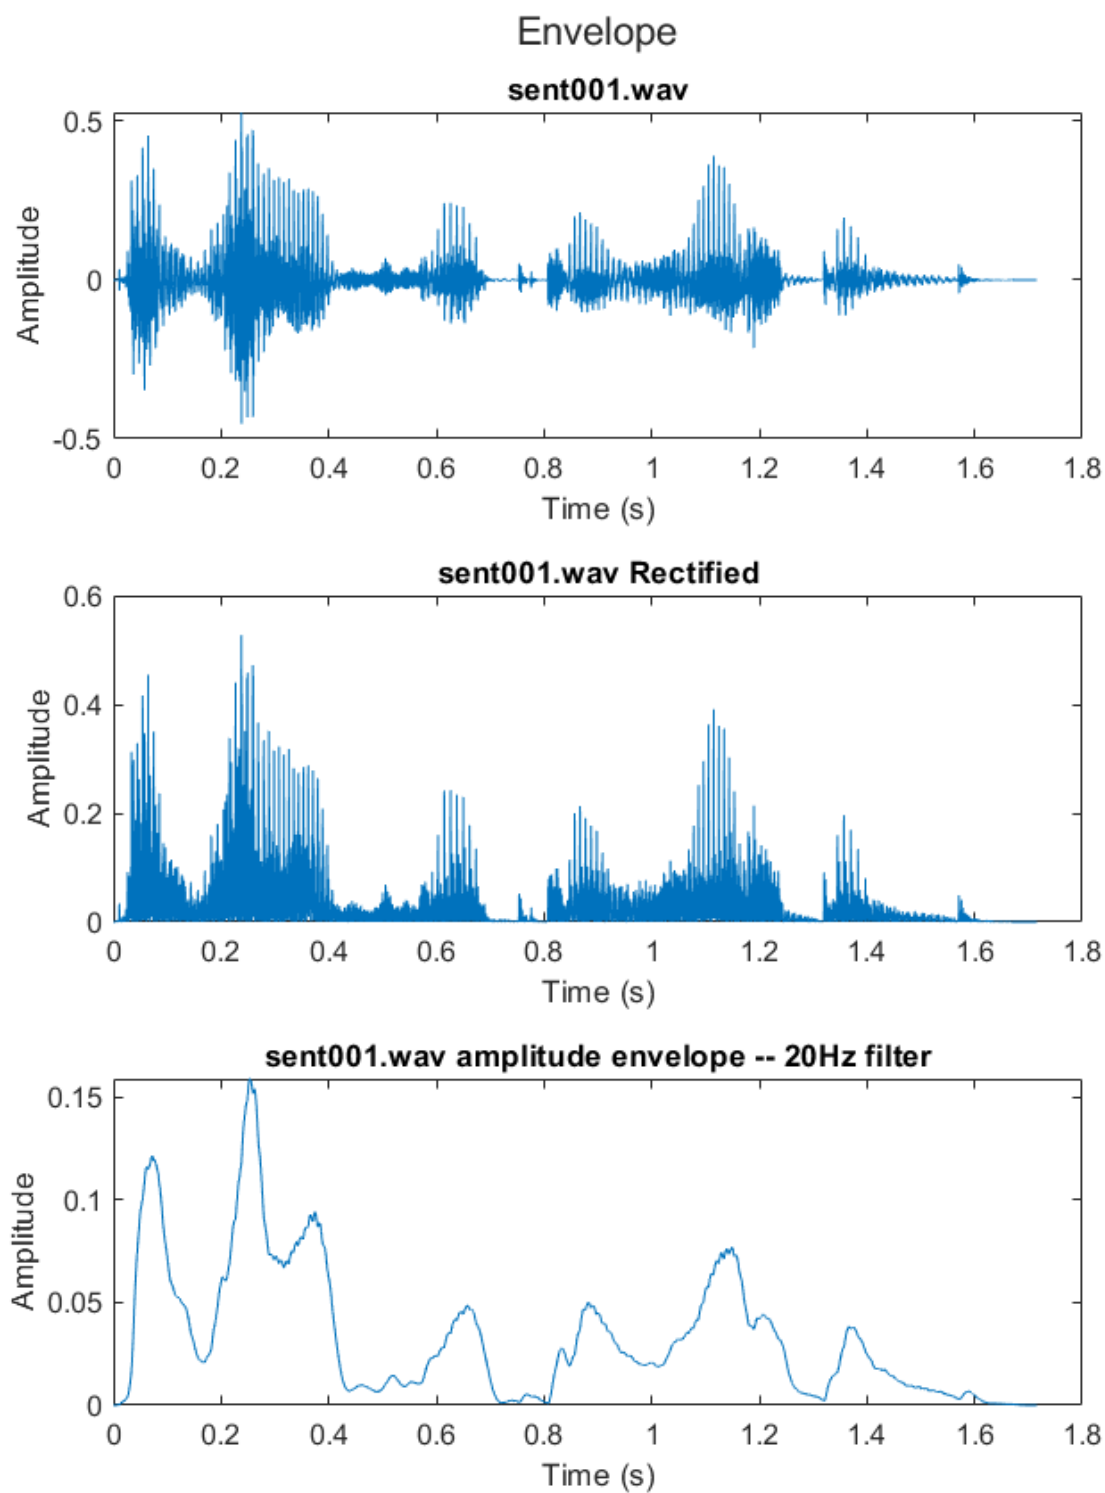 Envelope
sent001.wav
0.5
0
-0.5
Amplitude
0 0.2 0.4 0.6 0.8 1 1.2 1.4 1.6 1.8
Time (s)
sent001.wav Rectified
0.6
0.4
0.2
0
Amplitude
0 0.2 0.4 0.6 0.8 1 1.2 1.4 1.6 1.8
Time (s)
sent001.wav amplitude envelope -- 20Hz filter
0.15
0.1
0.05
0
Amplitude
0 0.2 0.4 0.6 0.8 1 1.2 1.4 1.6 1.8
Time (s)